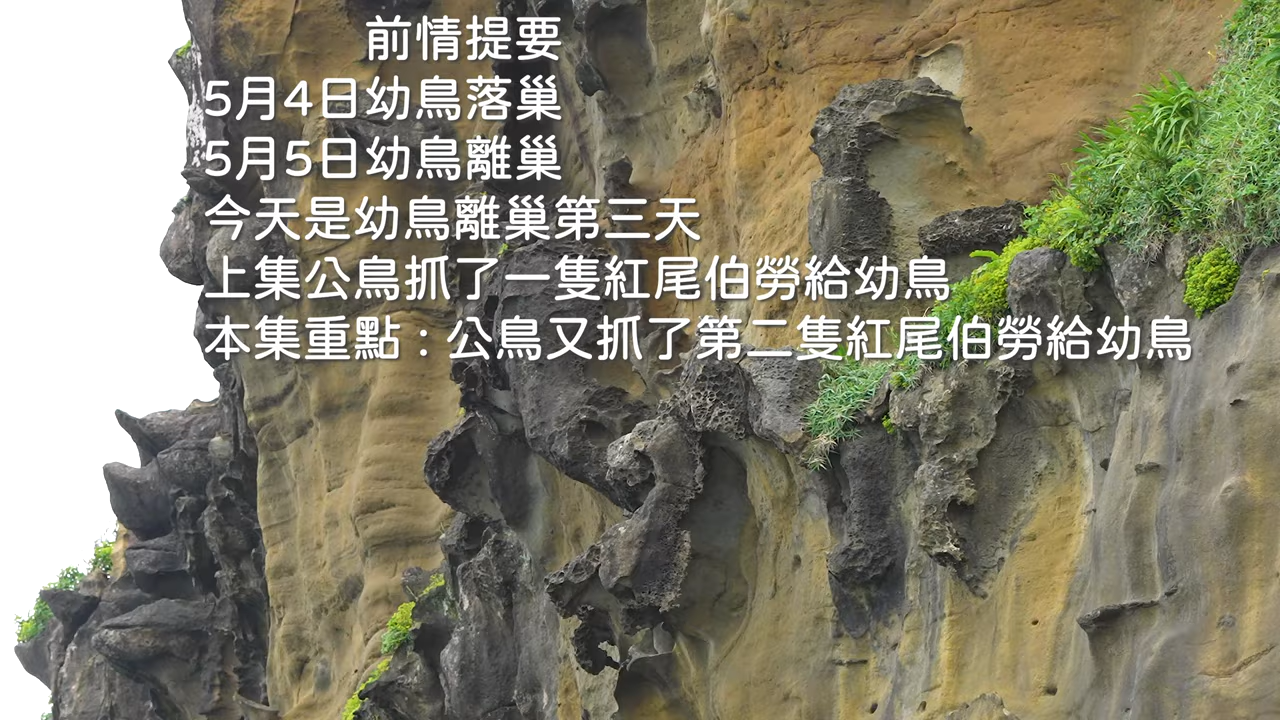 前情提要
5月4日幼鳥落巢
5月5日幼鳥離巢
今天是幼鳥離巢第三天
上集公鳥抓了一隻紅尾伯勞給幼鳥
本集重點：公鳥又抓了第二隻紅尾伯勞給幼鳥